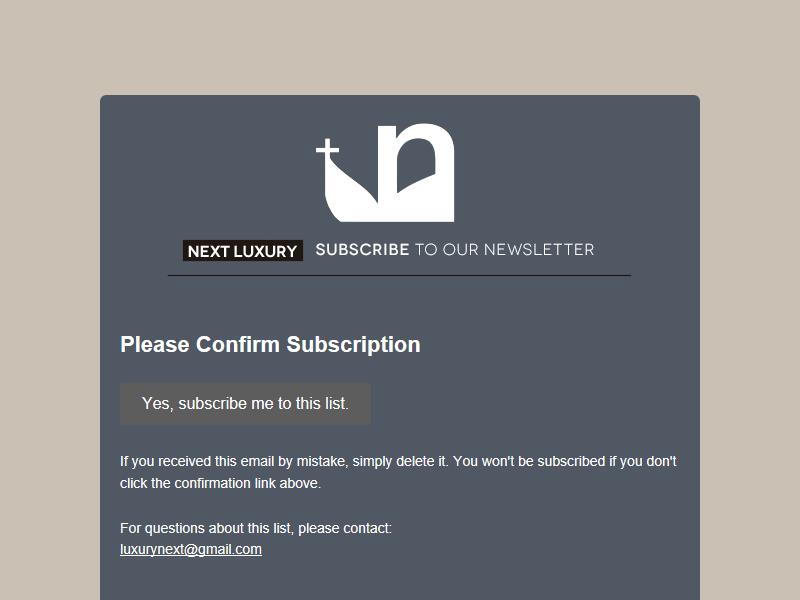 n
NEXT LUXURY SUBSCRIBE TO OUR NEWSLETTER
Please Confirm Subscription
Yes, subscribe me to this list.
If you received this email by mistake, simply delete it. You won't be subscribed if you don't
click the confirmation link above.
For questions about this list, please contact:
luxurynext@gmail.com